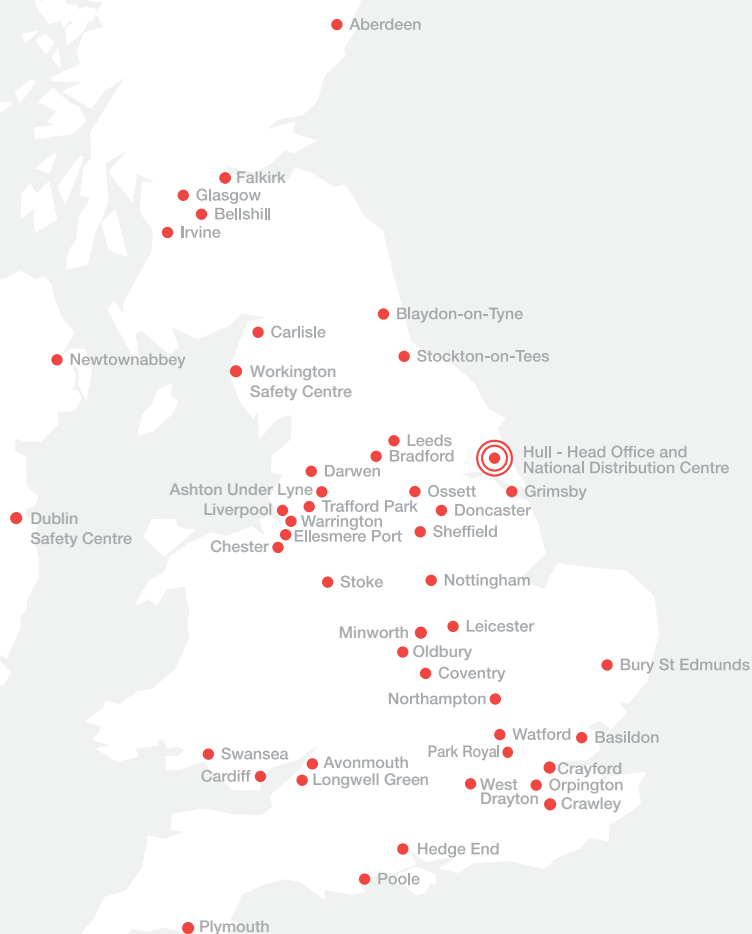 Aberdeen
Falkirk
Glasgow
Bellshill
Irvine
Blaydon-on-Tyne
Carlisle
Stockton-on-Tees
Newtownabbey
Workington
Safety Centre
Leeds
Bradford
Hull - Head Office and
National Distribution Centre
Darwen
Ashton Under Lyne
Ossett
Grimsby
Trafford Park
Liverpool
Doncaster
Warrington
Dublin
Safety Centre
Sheffield
Ellesmere Port
Chester
Stoke
Nottingham
Leicester
Minworth
Oldbury
Bury St Edmunds
Coventry
Northampton
Watford
Basildon
Park Royal
Swansea
Avonmouth
Crayford
Cardiff
Longwell Green
West
Drayton
Orpington
Crawley
Hedge End
Poole
Plymouth